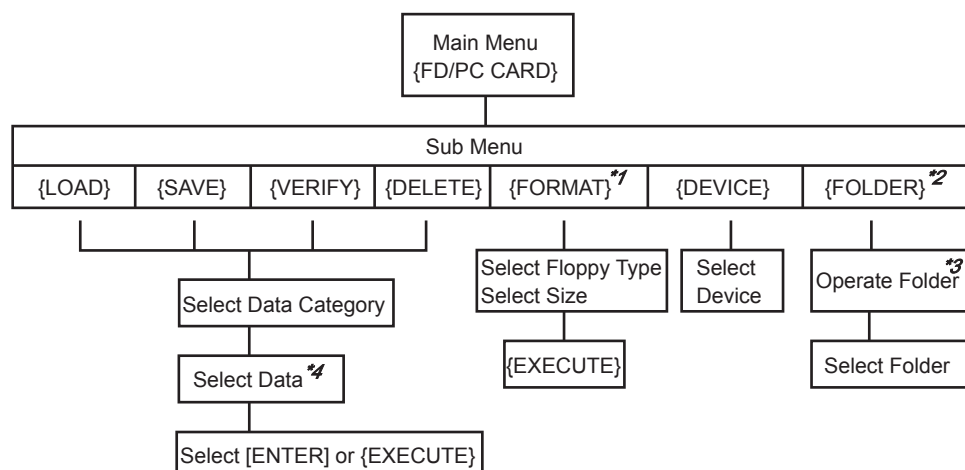 Main Menu
{FD/PC CARD}
Sub Menu
{LOAD} {SAVE} {VERIFY} {DELETE} {FORMAT}*1 {DEVICE} {FOLDER}*2
Select Floppy Type
Select Size
Select
Device
Operate Folder*3
Select Data Category
{EXECUTE}
Select Folder
Select Data*4
Select [ENTER] or {EXECUTE}